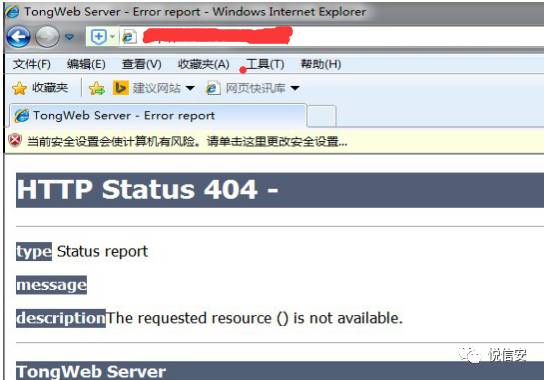 TongWeb Server - Error report - Windows Internet Explorer
文件(F) 编辑(E) 查看(V) 收藏夹(A) 工具(T) 帮助(H)
收藏夹 建议网站 网页快讯库
TongWeb Server - Error report
当前安全设置会使计算机有风险。请单击这里更改安全设置...
HTTP Status 404 -
type Status report
message
descriptionThe requested resource () is not available.
TongWeb Server
悦信安